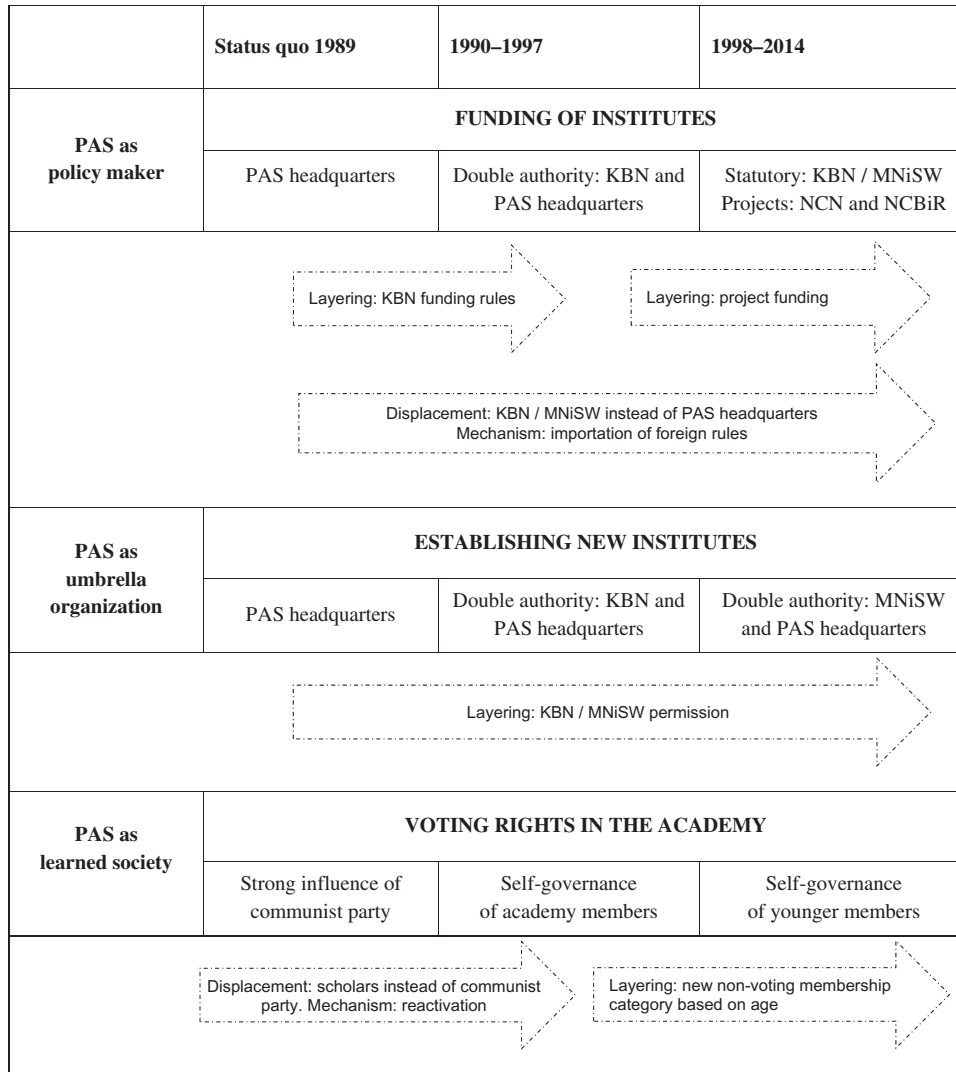 Status quo 1989
1990–1997
1998–2014
PAS as
policy maker
FUNDING OF INSTITUTES
PAS headquarters
Double authority: KBN and
PAS headquarters
Statutory: KBN / MNiSW
Projects: NCN and NCBiR
Layering: KBN funding rules
Layering: project funding
Displacement: KBN / MNiSW instead of PAS headquarters
Mechanism: importation of foreign rules
PAS as
umbrella
organization
ESTABLISHING NEW INSTITUTES
PAS headquarters
Double authority: KBN and
PAS headquarters
Double authority: MNiSW
and PAS headquarters
Layering: KBN / MNiSW permission
PAS as
learned society
VOTING RIGHTS IN THE ACADEMY
Strong influence of
communist party
Self-governance
of academy members
Self-governance
of younger members
Displacement: scholars instead of communist
party. Mechanism: reactivation
Layering: new non-voting membership
category based on age